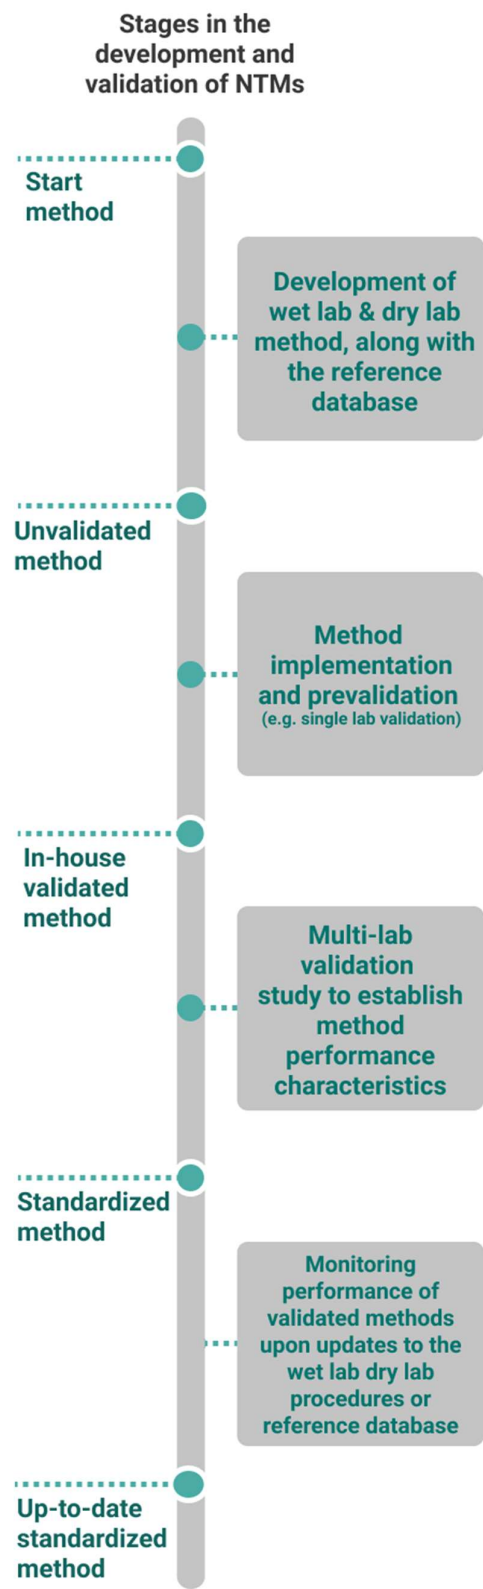 Stages in the
development and
validation of NTMs
Start
method
Development of
wet lab & dry lab
method, along with
the reference
database
Unvalidated
method
Method
implementation
and prevalidation
(e.g. single lab validation)
In-house
validated
method
Multi-lab
validation
study to establish
method
performance
characteristics
Standardized
method
Monitoring
performance of
validated methods
upon updates to the
wet lab dry lab
procedures or
reference database
Up-to-date
standardized
method